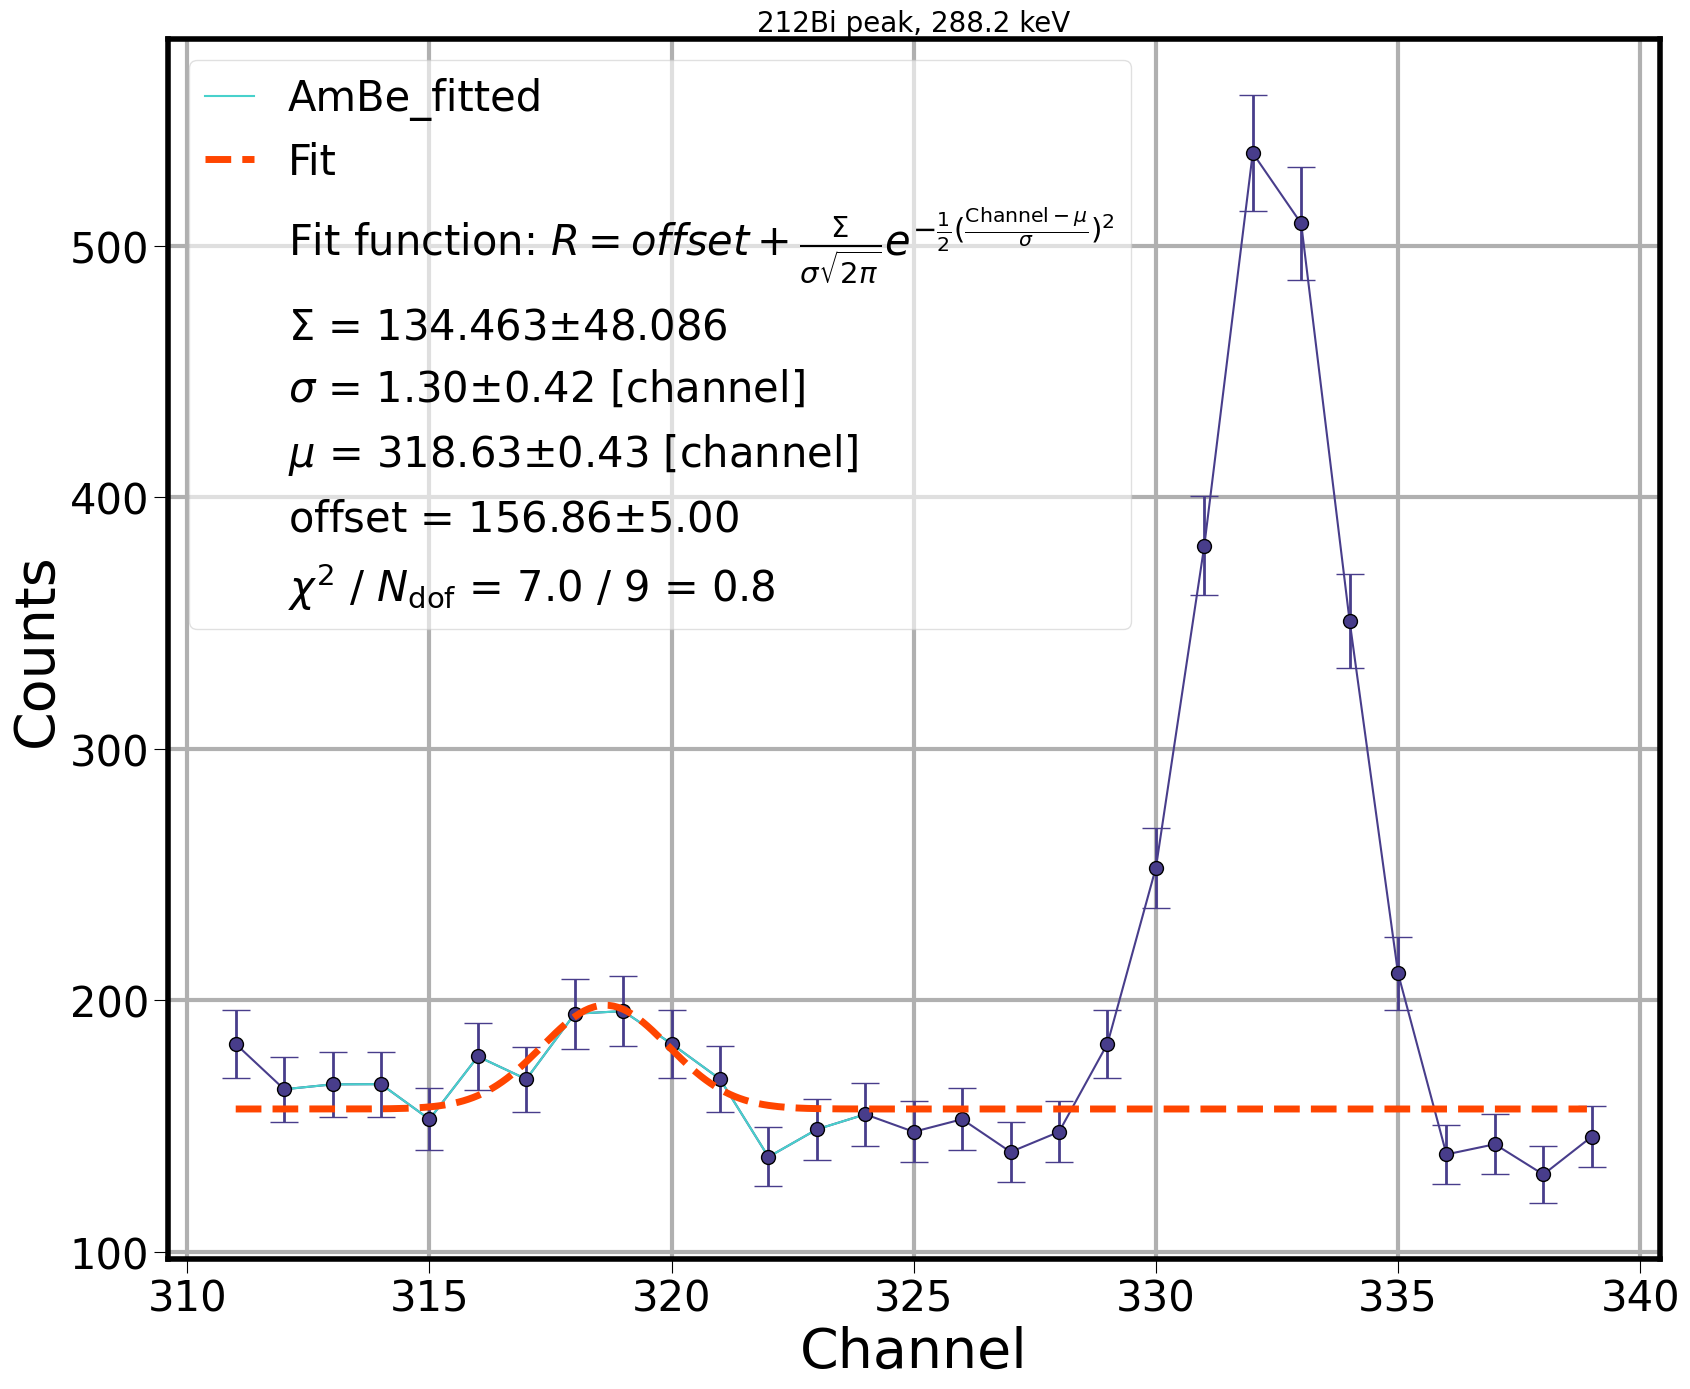 212Bi peak, 288.2 keV
AmBe_fitted
Fit
Fit function: R = offset + Σ/(σ√2π) e^(−1/2((Channel − μ)/σ)²)
Σ = 134.463±48.086
σ = 1.30±0.42 [channel]
μ = 318.63±0.43 [channel]
offset = 156.86±5.00
χ² / N_dof = 7.0 / 9 = 0.8
Counts
500
400
300
200
100
310 315 320 325 330 335 340
Channel